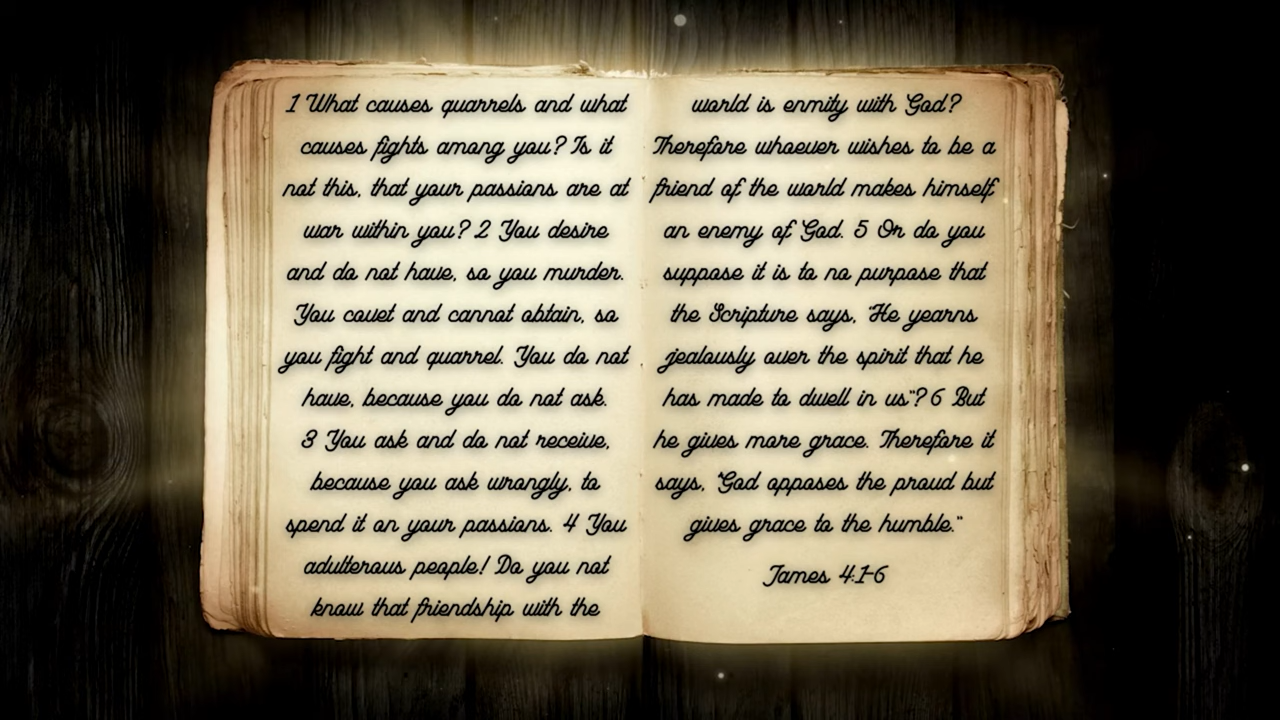 1 What causes quarrels and what
causes fights among you? Is it
not this, that your passions are at
war within you? 2 You desire
and do not have, so you murder.
You covet and cannot obtain, so
you fight and quarrel. You do not
have, because you do not ask.
3 You ask and do not receive,
because you ask wrongly, to
spend it on your passions. 4 You
adulterous people! Do you not
know that friendship with the
world is enmity with God?
Therefore whoever wishes to be a
friend of the world makes himself
an enemy of God. 5 Or do you
suppose it is to no purpose that
the Scripture says, "He yearns
jealously over the spirit that he
has made to dwell in us"? 6 But
he gives more grace. Therefore it
says, "God opposes the proud but
gives grace to the humble."
James 4:1-6